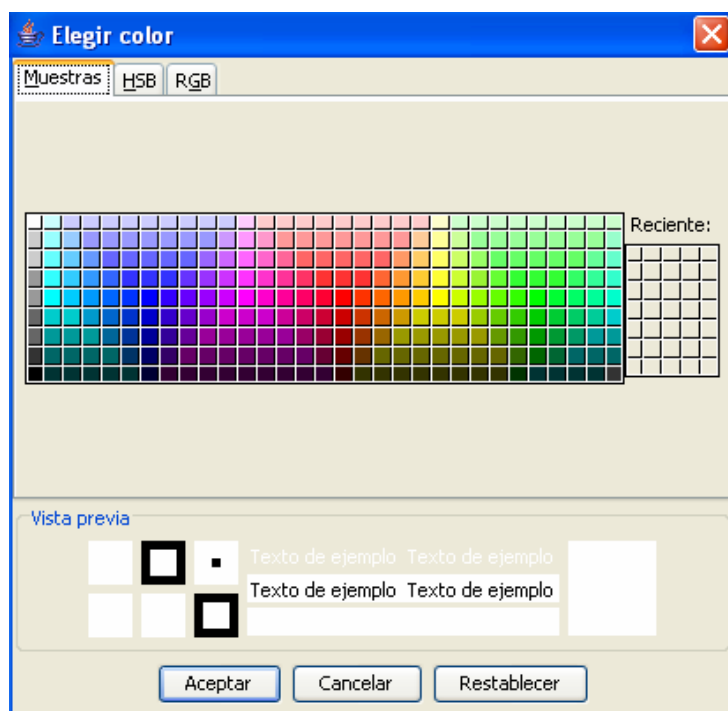 Elegir color
Muestras HSB RGB
Reciente:
Vista previa
Texto de ejemplo Texto de ejemplo
Texto de ejemplo Texto de ejemplo
Aceptar Cancelar Restablecer